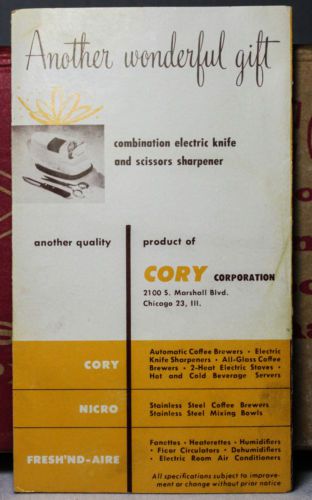 Another wonderful gift
combination electric knife
and scissors sharpener
another quality
product of
CORY CORPORATION
2100 S. Marshall Blvd.
Chicago 23, Ill.
CORY
Automatic Coffee Brewers • Electric
Knife Sharpeners • All-Glass Coffee
Brewers • 2-Heat Electric Stoves •
Hot and Cold Beverage Servers
NICRO
Stainless Steel Coffee Brewers
Stainless Steel Mixing Bowls
FRESH'ND-AIRE
Fanettes • Heaterettes • Humidifiers
• Floor Circulators • Dehumidifiers
• Electric Room Air Conditioners
All specifications subject to improve-
ment or change without prior notice